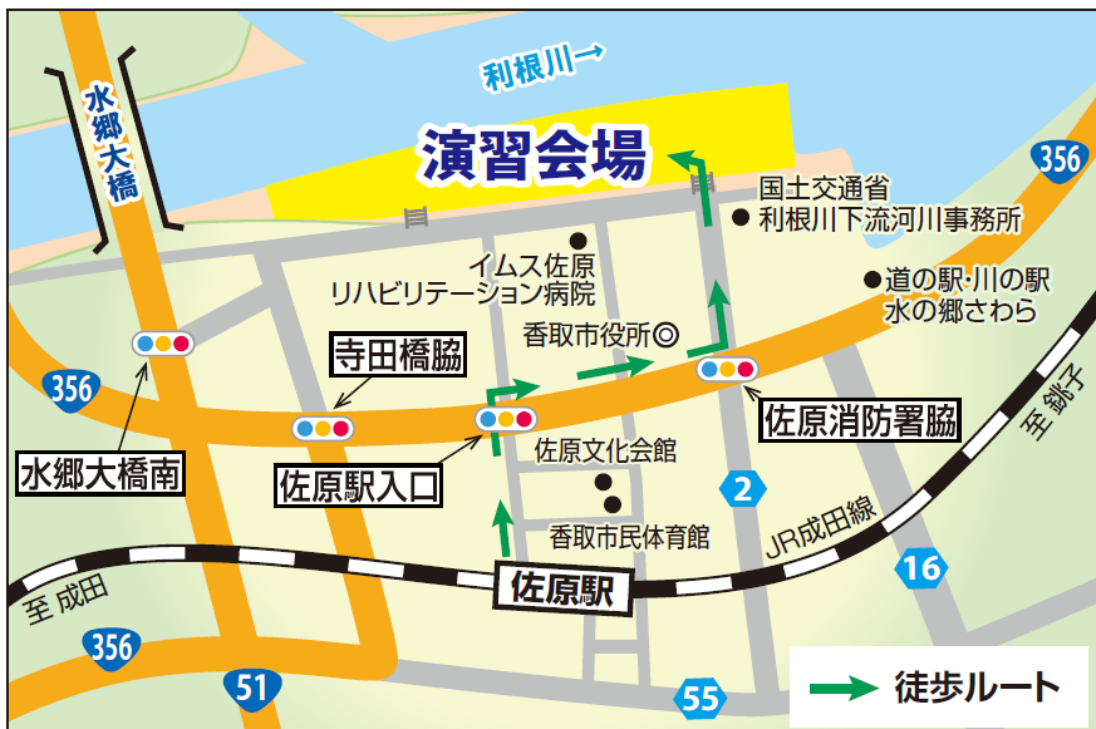 利根川→
水郷大橋
演習会場
356
国土交通省
利根川下流河川事務所
イムス佐原
リハビリテーション病院
道の駅・川の駅
水の郷さわら
香取市役所
寺田橋脇
356
佐原消防署脇
水郷大橋南
佐原駅入口
佐原文化会館
2
香取市民体育館
JR成田線
至 銚子
16
佐原駅
至 成田
356
51
55
徒歩ルート